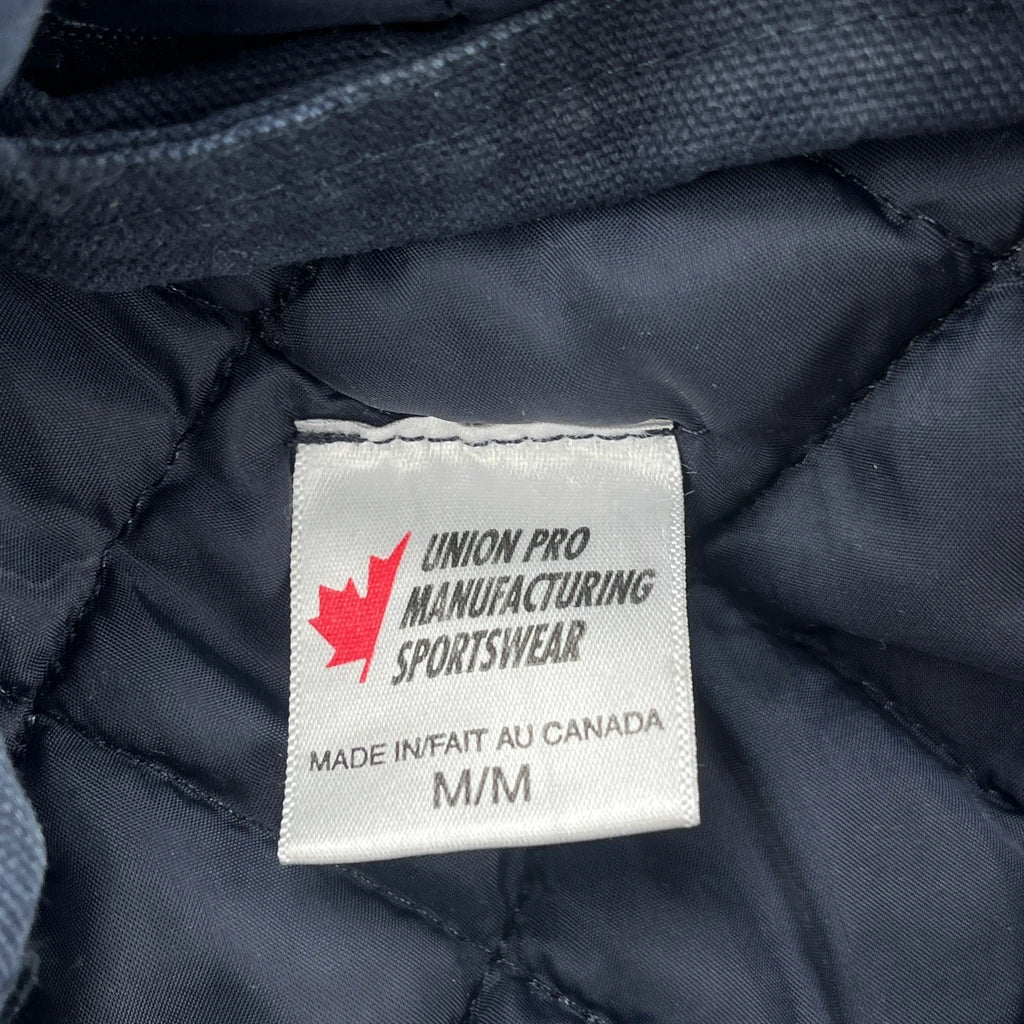 UNION PRO
MANUFACTURING
SPORTSWEAR
MADE IN/FAIT AU CANADA
M/M